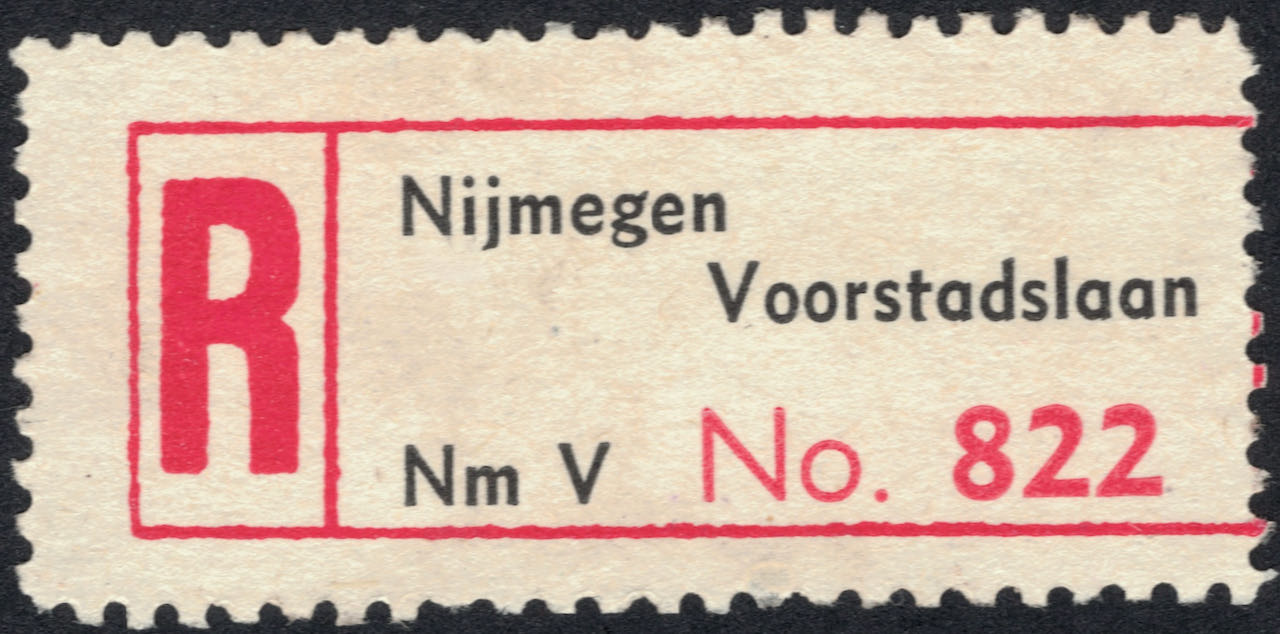 R
Nijmegen
Voorstadslaan
Nm V No. 822